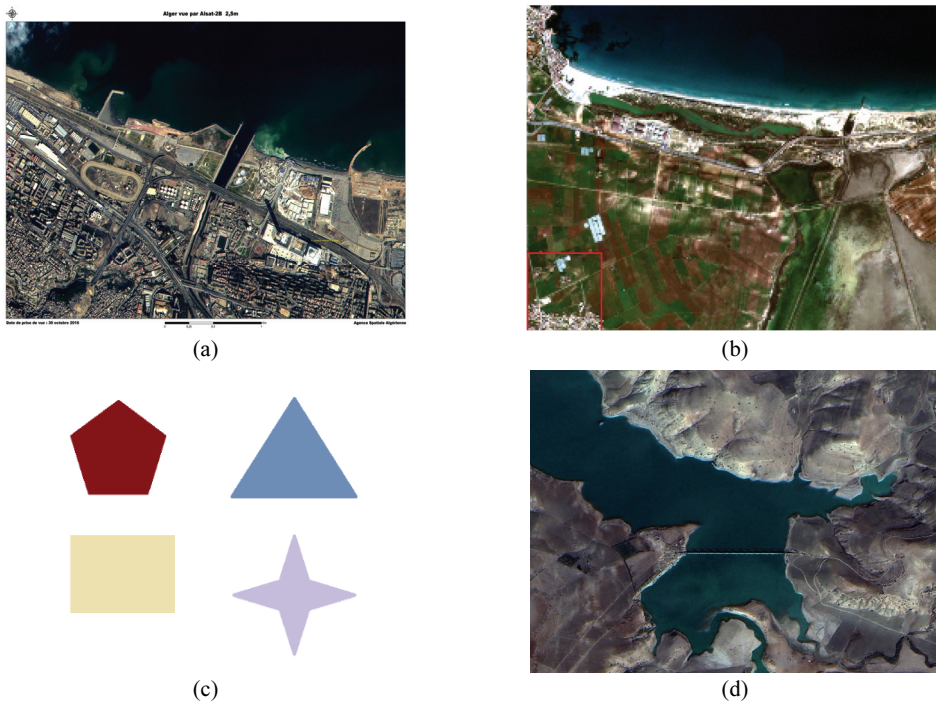 Alger vue par Alsat-2B 2,5m
Date de prise de vue : 30 octobre 2016
Agence Spatiale Algérienne
(a)
(b)
(c)
(d)